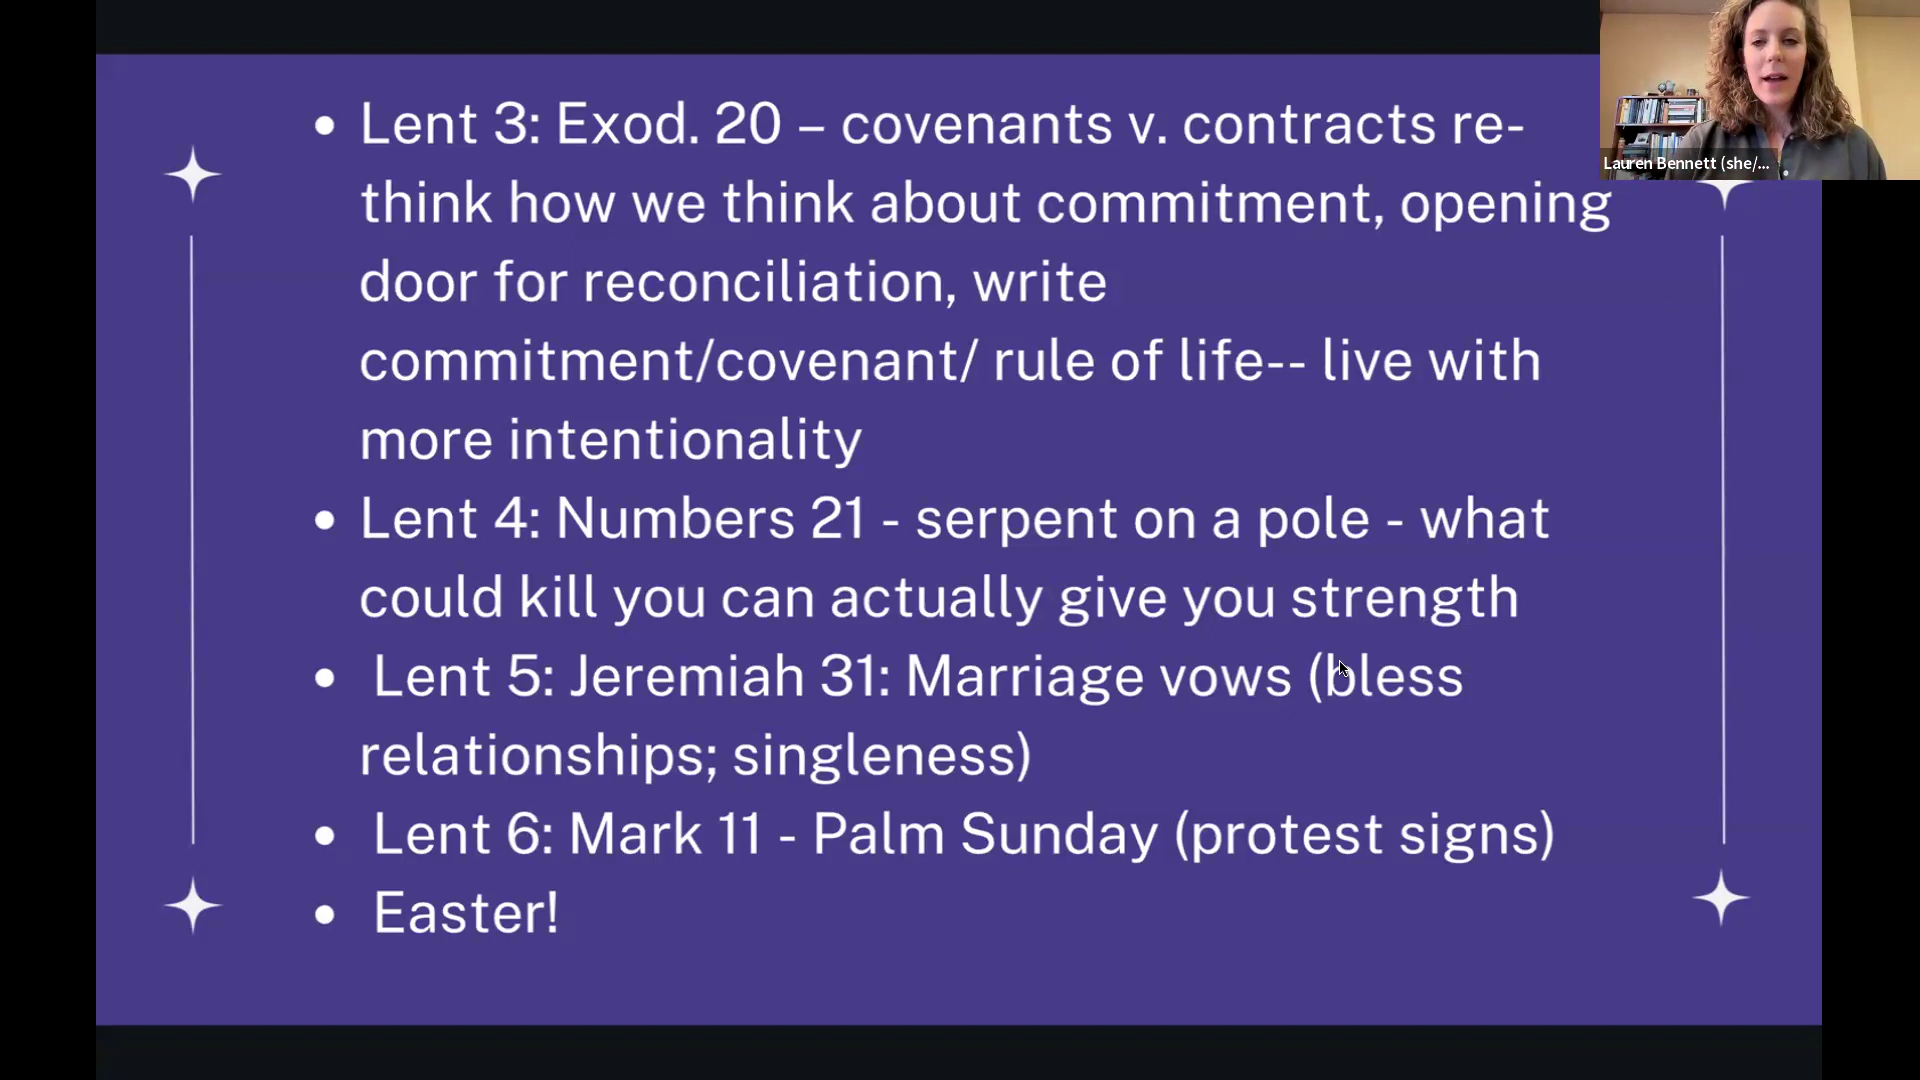 • Lent 3: Exod. 20 – covenants v. contracts re-
think how we think about commitment, opening
door for reconciliation, write
commitment/covenant/ rule of life-- live with
more intentionality
• Lent 4: Numbers 21 - serpent on a pole - what
could kill you can actually give you strength
• Lent 5: Jeremiah 31: Marriage vows (bless
relationships; singleness)
• Lent 6: Mark 11 - Palm Sunday (protest signs)
• Easter!
Lauren Bennett (she/...